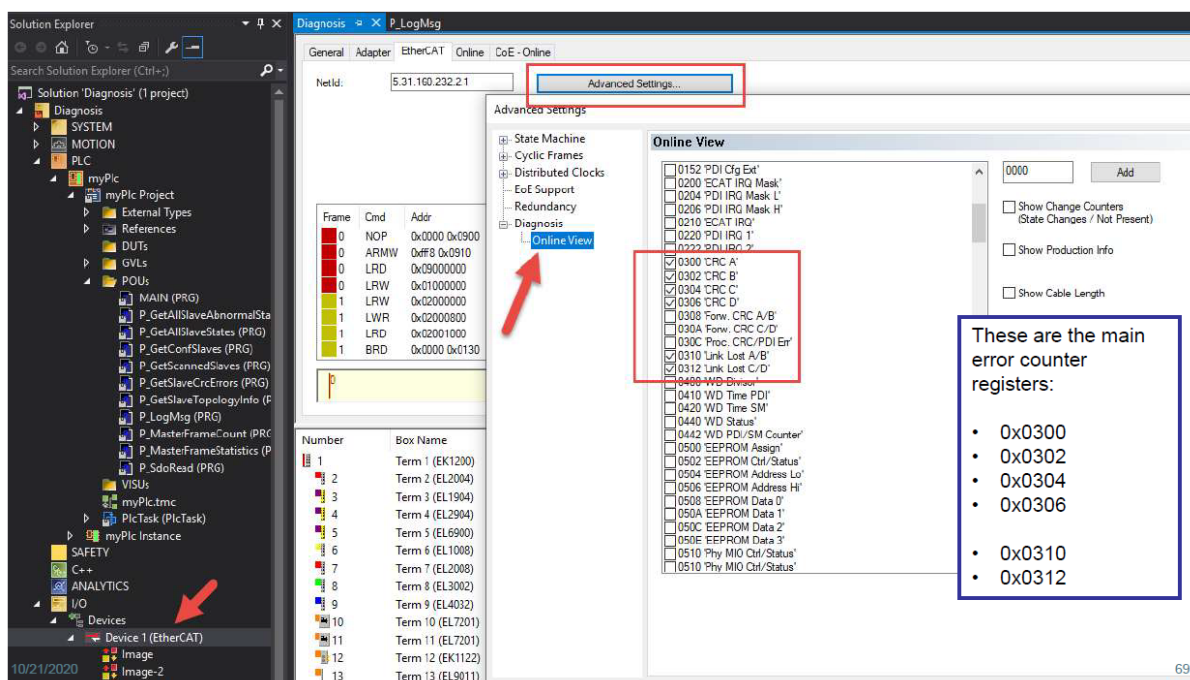 Solution Explorer
Search Solution Explorer (Ctrl+;)
Solution 'Diagnosis' (1 project)
Diagnosis
SYSTEM
MOTION
PLC
myPlc
myPlc Project
External Types
References
DUTs
GVLs
POUs
MAIN (PRG)
P_GetAllSlaveAbnormalSta
P_GetAllSlaveStates (PRG)
P_GetConfSlaves (PRG)
P_GetScannedSlaves (PRG)
P_GetSlaveCrcErrors (PRG)
P_GetSlaveTopologyInfo (P
P_LogMsg (PRG)
P_MasterFrameCount (PRG
P_MasterFrameStatistics (P
P_SdoRead (PRG)
VISUs
myPlc.tmc
PlcTask (PlcTask)
myPlc Instance
SAFETY
C++
ANALYTICS
I/O
Devices
Device 1 (EtherCAT)
Image
Image-2
10/21/2020
Diagnosis P_LogMsg
General Adapter EtherCAT Online CoE - Online
NetId: 5.31.160.232.2.1 Advanced Settings...
Frame Cmd Addr
0 NOP 0x0000 0x0900
0 ARMW 0xfff8 0x0910
0 LRD 0x09000000
0 LRW 0x01000000
1 LRW 0x02000000
1 LWR 0x02000800
1 LRD 0x02001000
1 BRD 0x0000 0x0130
0
Number Box Name
1 Term 1 (EK1200)
2 Term 2 (EL2004)
3 Term 3 (EL1904)
4 Term 4 (EL2904)
5 Term 5 (EL6900)
6 Term 6 (EL1008)
7 Term 7 (EL2008)
8 Term 8 (EL3002)
9 Term 9 (EL4032)
10 Term 10 (EL7201)
11 Term 11 (EL7201)
12 Term 12 (EK1122)
13 Term 13 (EL9011)
Advanced Settings
State Machine
Cyclic Frames
Distributed Clocks
EoE Support
Redundancy
Diagnosis
Online View
Online View
0152 'PDI Cfg Ext'
0200 'ECAT IRQ Mask'
0204 'PDI IRG Mask L'
0206 'PDI IRG Mask H'
0210 'ECAT IRQ'
0220 'PDI IRG 1'
0222 'PDI IRG 2'
0300 'CRC A'
0302 'CRC B'
0304 'CRC C'
0306 'CRC D'
0308 'Forw. CRC A/B'
030A 'Forw. CRC C/D'
030C 'Proc. CRC/PDI Err'
0310 'Link Lost A/B'
0312 'Link Lost C/D'
0400 'WD Divisor'
0410 'WD Time PDI'
0420 'WD Time SM'
0440 'WD Status'
0442 'WD PDI/SM Counter'
0500 'EEPROM Assign'
0502 'EEPROM Ctrl/Status'
0504 'EEPROM Address Lo'
0506 'EEPROM Address Hi'
0508 'EEPROM Data 0'
050A 'EEPROM Data 1'
050C 'EEPROM Data 2'
050E 'EEPROM Data 3'
0510 'Phy MIO Ctrl/Status'
0510 'Phy MIO Ctrl/Status'
0000 Add
Show Change Counters
(State Changes / Not Present)
Show Production Info
Show Cable Length
These are the main
error counter
registers:
• 0x0300
• 0x0302
• 0x0304
• 0x0306
• 0x0310
• 0x0312
69